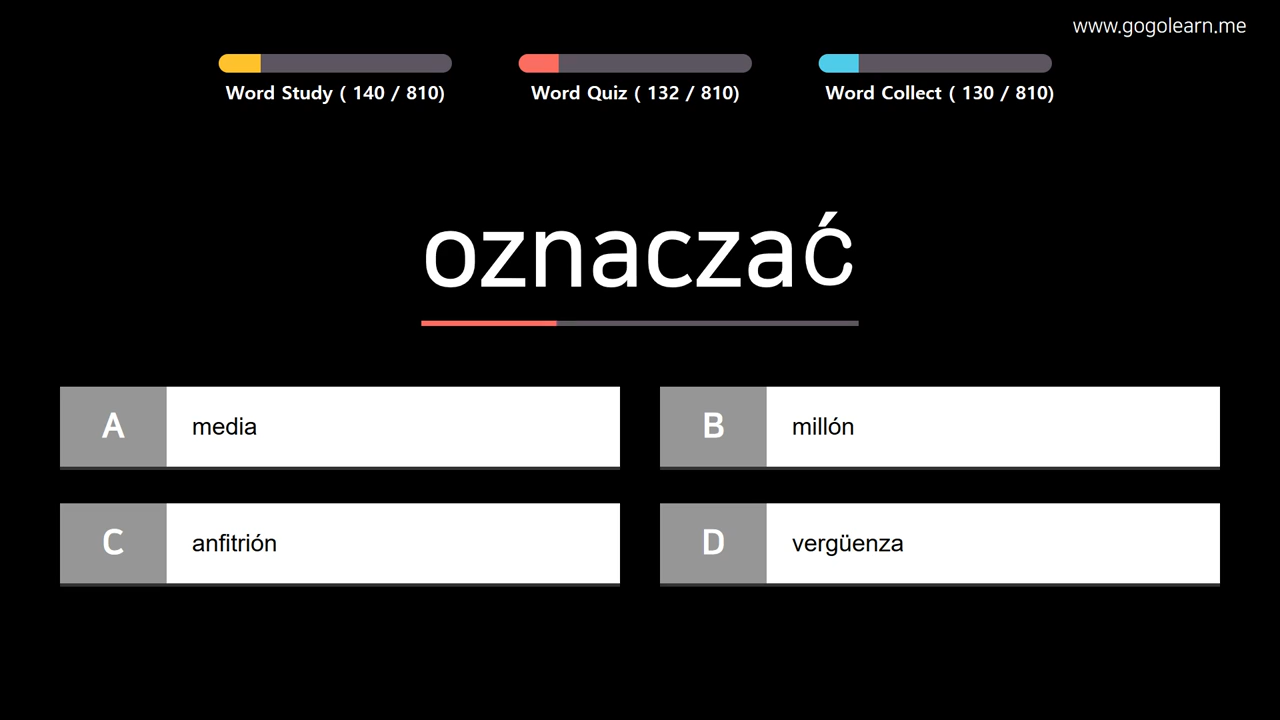 www.gogolearn.me
Word Study ( 140 / 810)
Word Quiz ( 132 / 810)
Word Collect ( 130 / 810)
oznaczać
A media
B millón
C anfitrión
D vergüenza